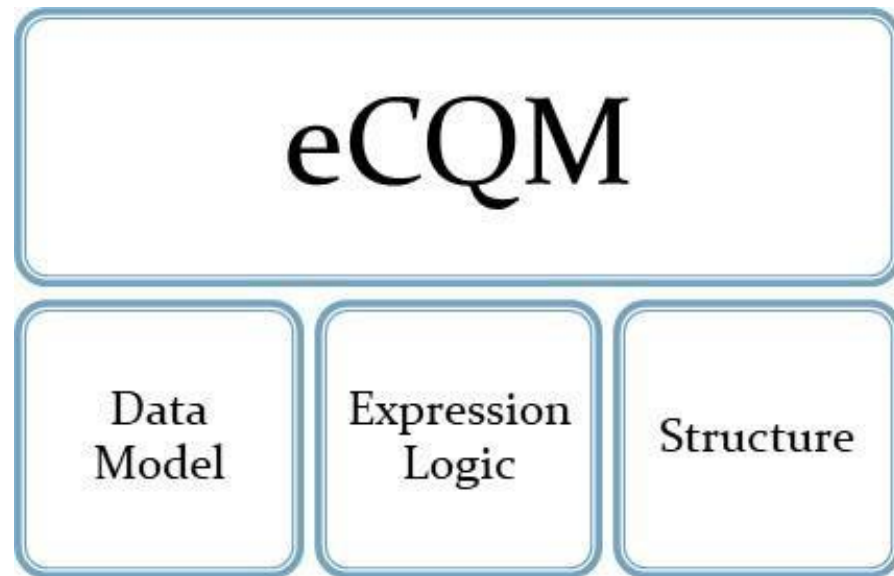 eCQM
Data
Model
Expression
Logic
Structure